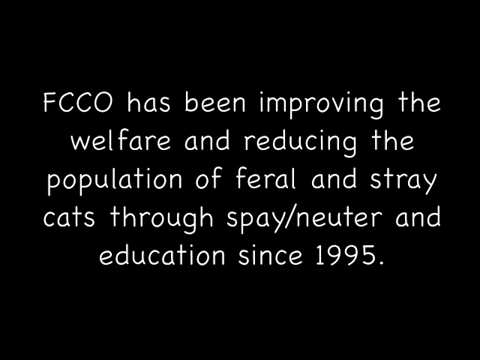 FCCO has been improving the
welfare and reducing the
population of feral and stray
cats through spay/neuter and
education since 1995.